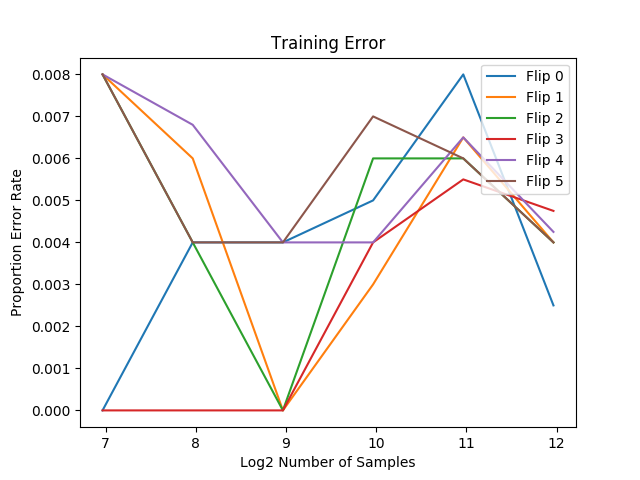 Training Error
Proportion Error Rate
0.008
0.007
0.006
0.005
0.004
0.003
0.002
0.001
0.000
Flip 0
Flip 1
Flip 2
Flip 3
Flip 4
Flip 5
7 8 9 10 11 12
Log2 Number of Samples